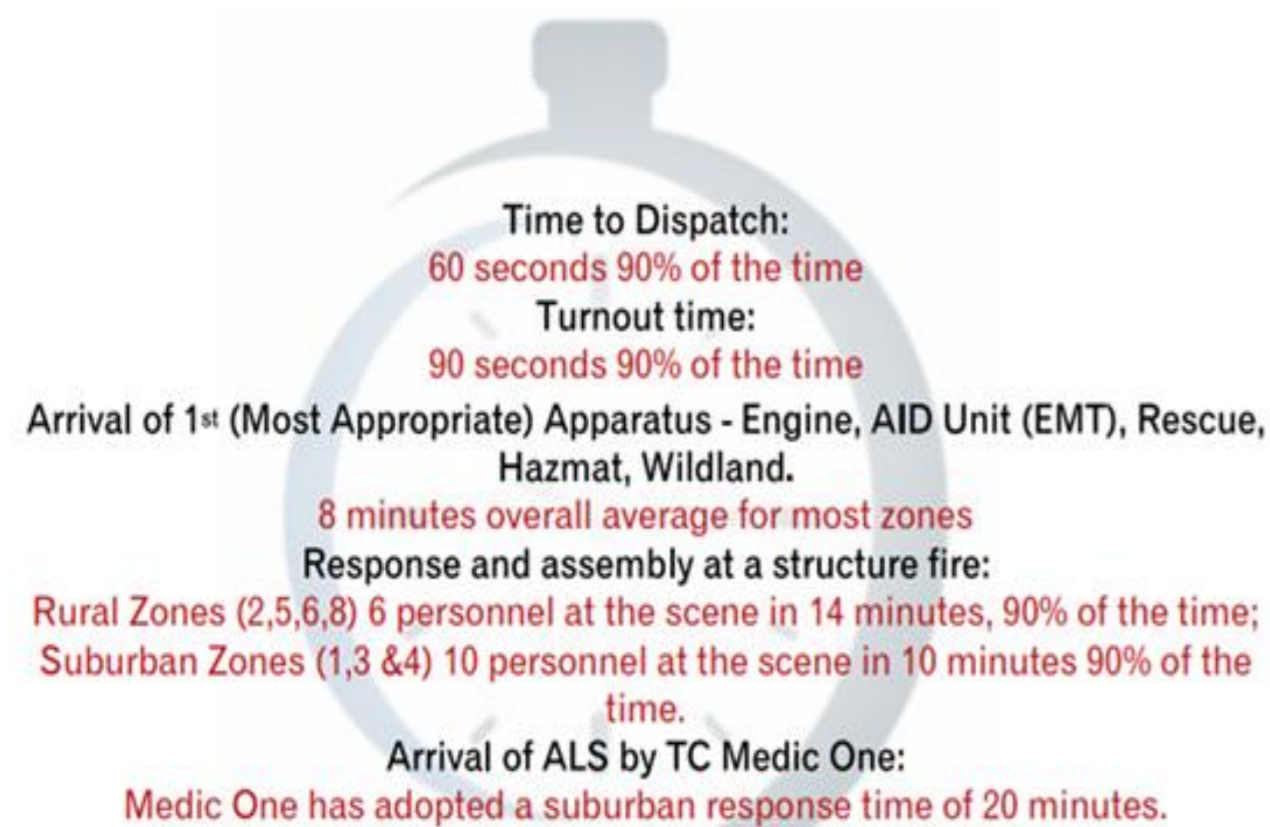 Time to Dispatch:
60 seconds 90% of the time
Turnout time:
90 seconds 90% of the time
Arrival of 1st (Most Appropriate) Apparatus - Engine, AID Unit (EMT), Rescue,
Hazmat, Wildland.
8 minutes overall average for most zones
Response and assembly at a structure fire:
Rural Zones (2,5,6,8) 6 personnel at the scene in 14 minutes, 90% of the time;
Suburban Zones (1,3 &4) 10 personnel at the scene in 10 minutes 90% of the
time.
Arrival of ALS by TC Medic One:
Medic One has adopted a suburban response time of 20 minutes.